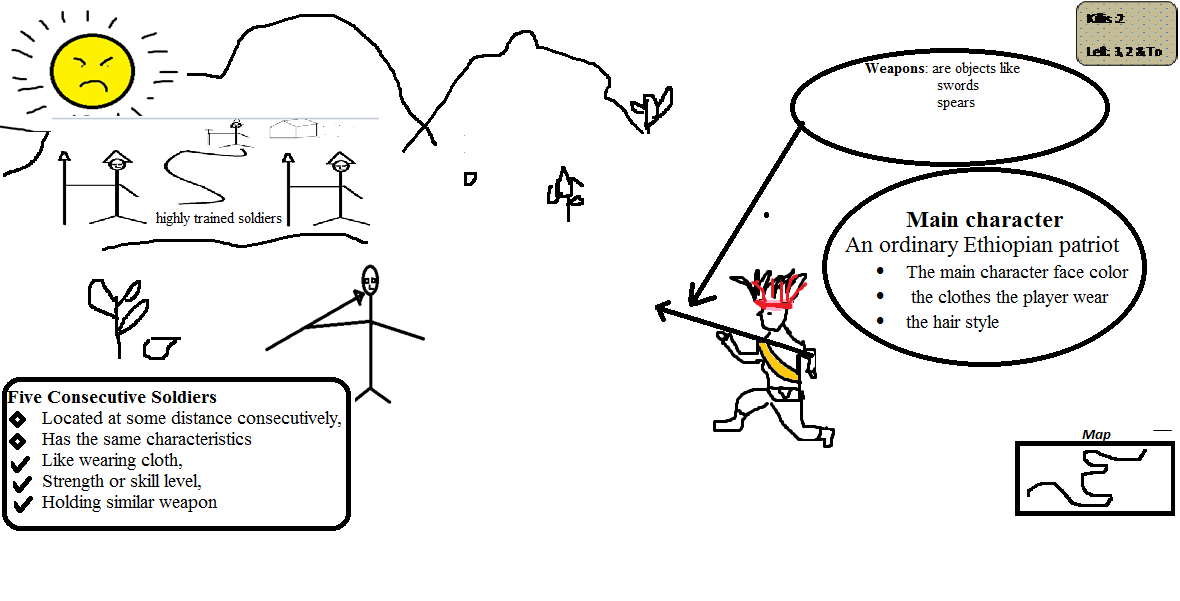 Kills :2
Left: 3, 2 & To
Weapons: are objects like
swords
spears
highly trained soldiers
Main character
An ordinary Ethiopian patriot
• The main character face color
• the clothes the player wear
• the hair style
Five Consecutive Soldiers
❖ Located at some distance consecutively,
❖ Has the same characteristics
✓ Like wearing cloth,
✓ Strength or skill level,
✓ Holding similar weapon
Map